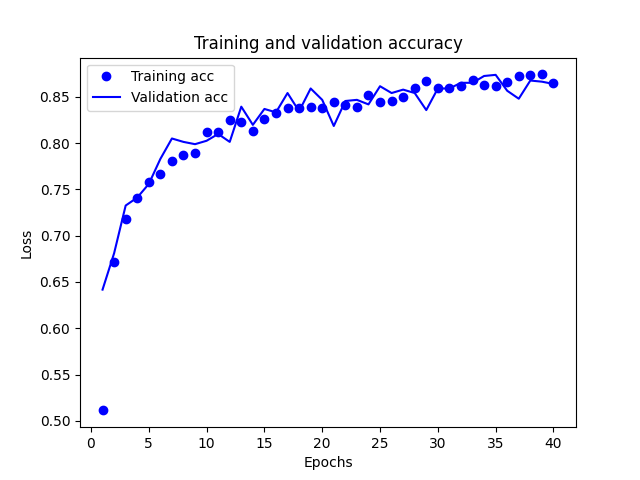 Training and validation accuracy
Training acc
Validation acc
Loss
0.85
0.80
0.75
0.70
0.65
0.60
0.55
0.50
0 5 10 15 20 25 30 35 40
Epochs